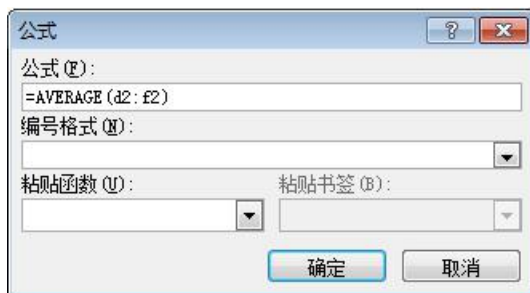 公式
公式(F):
=AVERAGE(d2:f2)
编号格式(N):
粘贴函数(U): 粘贴书签(B):
确定 取消